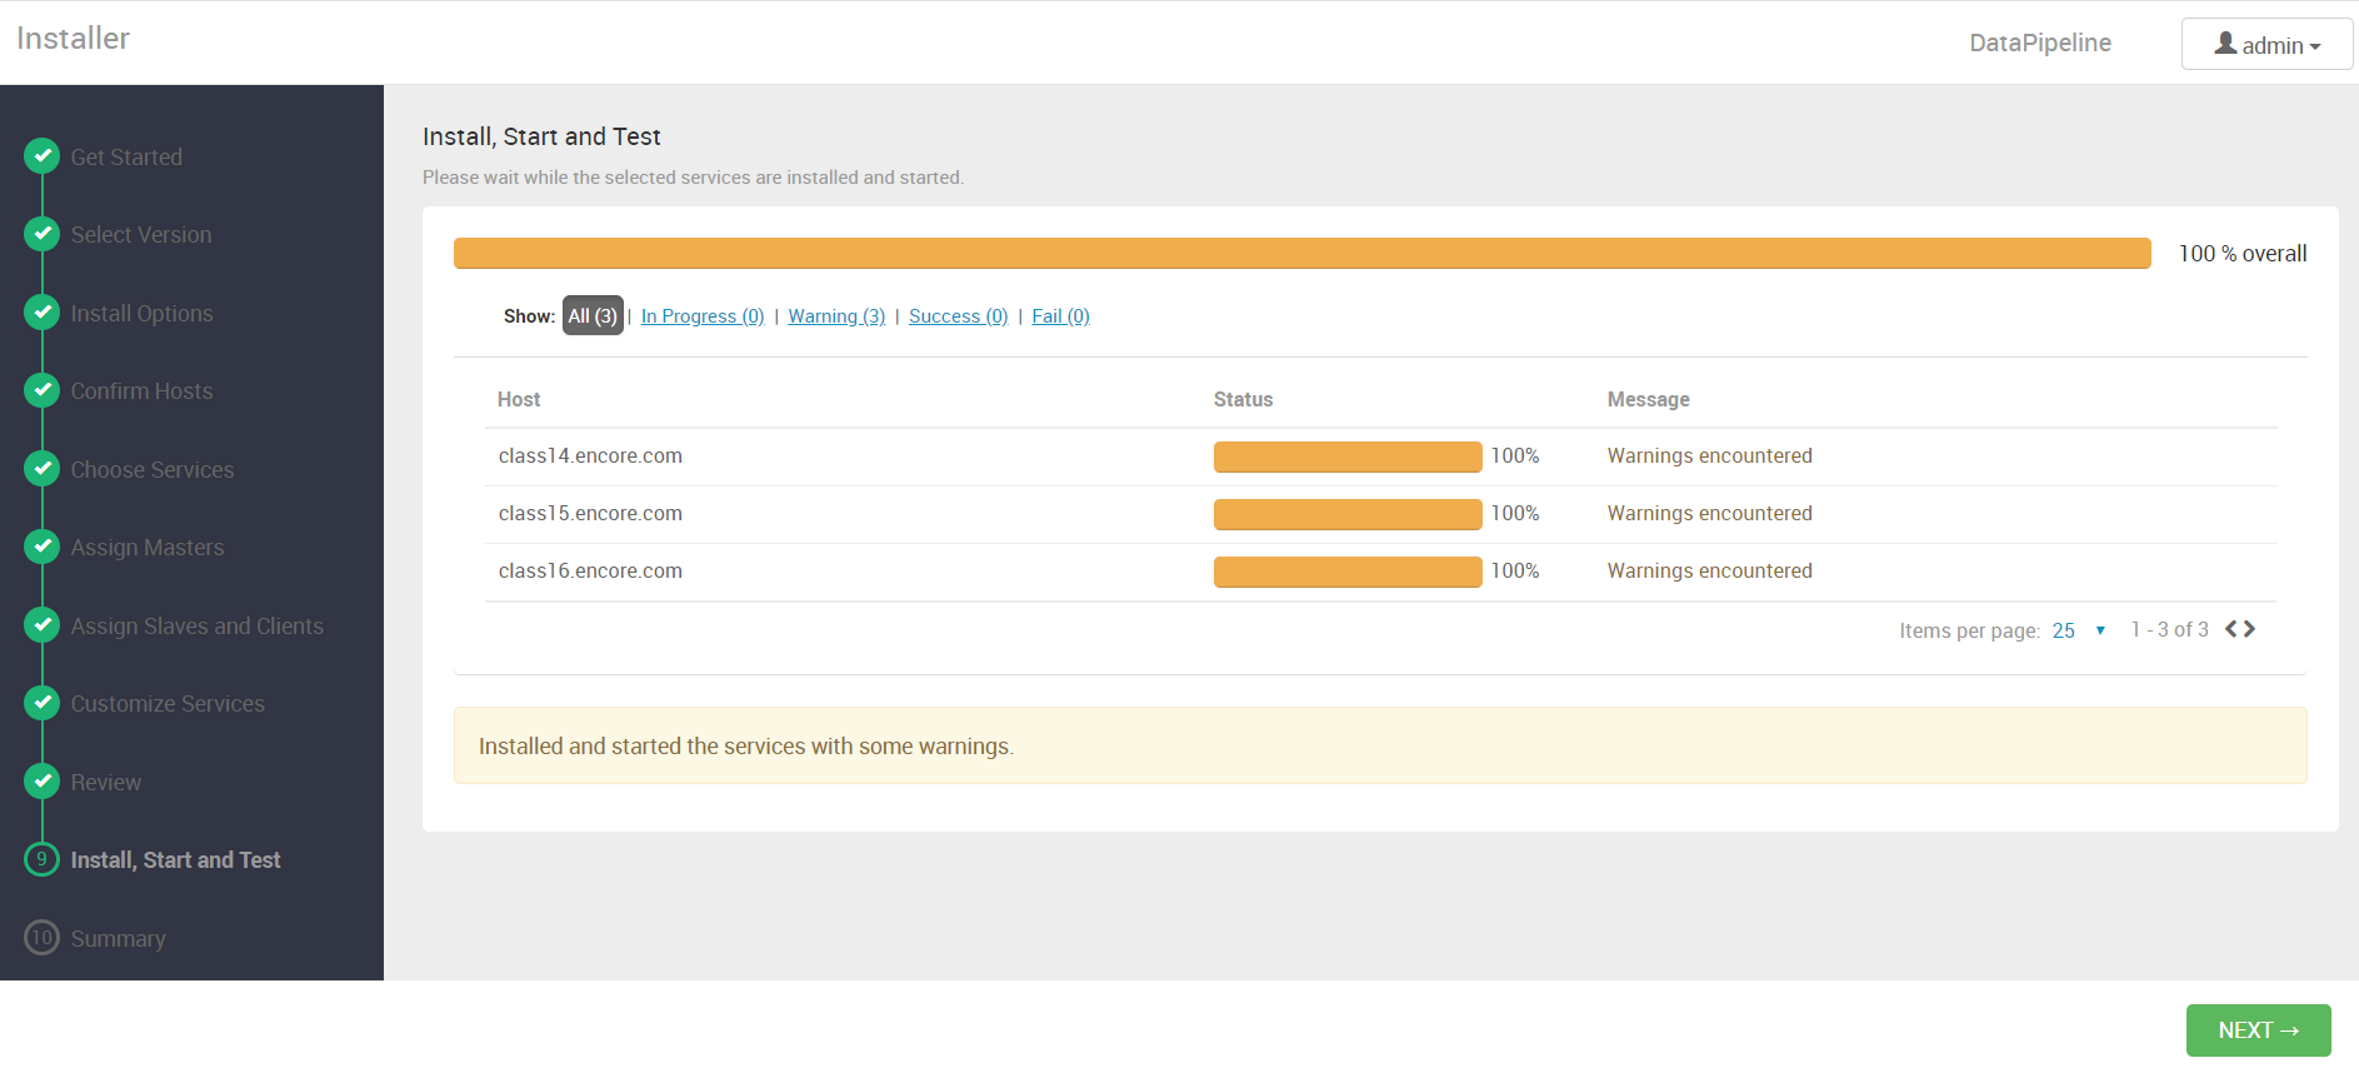 Installer
DataPipeline
admin
Get Started
Select Version
Install Options
Confirm Hosts
Choose Services
Assign Masters
Assign Slaves and Clients
Customize Services
Review
9 Install, Start and Test
10 Summary
Install, Start and Test
Please wait while the selected services are installed and started.
100 % overall
Show: All (3) | In Progress (0) | Warning (3) | Success (0) | Fail (0)
Host Status Message
class14.encore.com 100% Warnings encountered
class15.encore.com 100% Warnings encountered
class16.encore.com 100% Warnings encountered
Items per page: 25 1 - 3 of 3
Installed and started the services with some warnings.
NEXT →